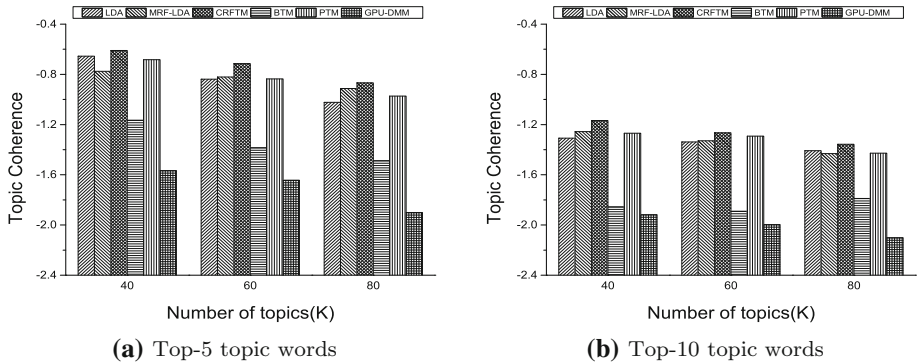 LDA MRF-LDA CRFTM BTM PTM GPU-DMM
-0.4
-0.8
-1.2
-1.6
-2.0
-2.4
Topic Coherence
40 60 80
Number of topics(K)
(a) Top-5 topic words
LDA MRF-LDA CRFTM BTM PTM GPU-DMM
-0.4
-0.8
-1.2
-1.6
-2.0
-2.4
Topic Coherence
40 60 80
Number of topics(K)
(b) Top-10 topic words